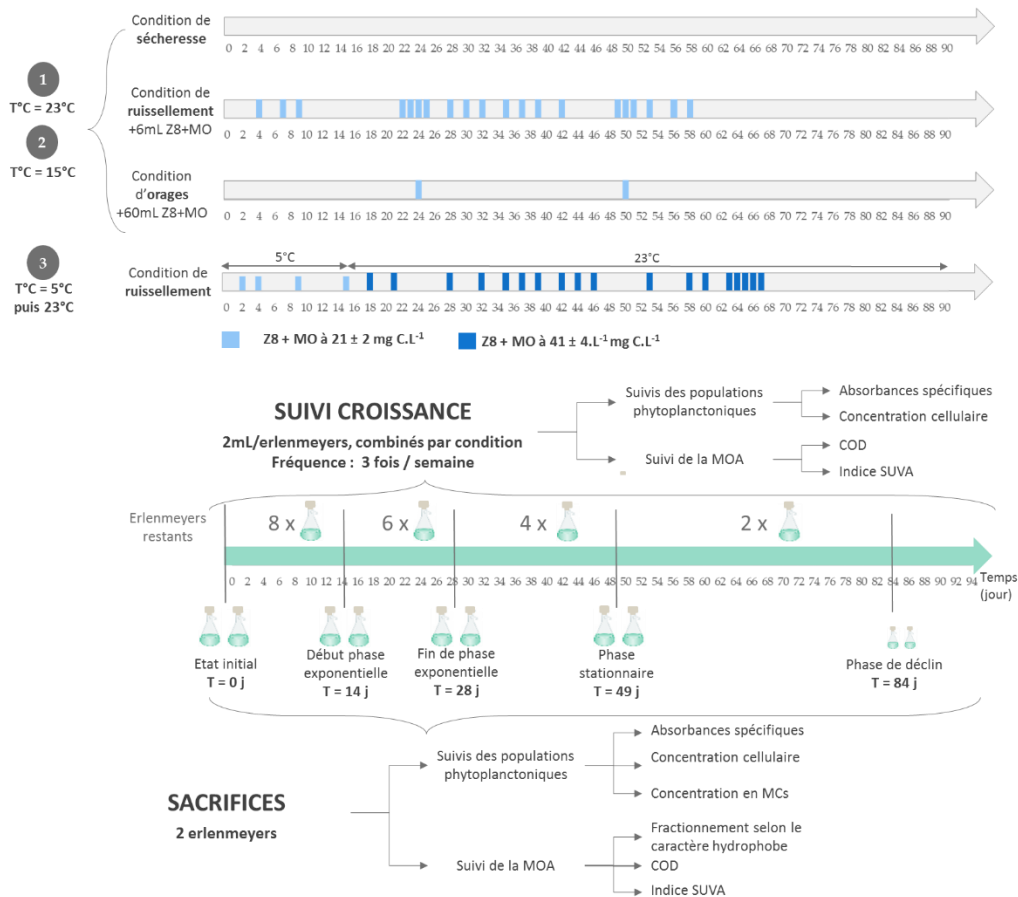 Condition de
sécheresse
0 2 4 6 8 10 12 14 16 18 20 22 24 26 28 30 32 34 36 38 40 42 44 46 48 50 52 54 56 58 60 62 64 66 68 70 72 74 76 78 80 82 84 86 88 90
1
T°C = 23°C
Condition de
ruissellement
+6mL Z8+MO
0 2 4 6 8 10 12 14 16 18 20 22 24 26 28 30 32 34 36 38 40 42 44 46 48 50 52 54 56 58 60 62 64 66 68 70 72 74 76 78 80 82 84 86 88 90
2
T°C = 15°C
Condition
d'orages
+60mL Z8+MO
0 2 4 6 8 10 12 14 16 18 20 22 24 26 28 30 32 34 36 38 40 42 44 46 48 50 52 54 56 58 60 62 64 66 68 70 72 74 76 78 80 82 84 86 88 90
3
T°C = 5°C
puis 23°C
5°C
23°C
Condition de
ruissellement
0 2 4 6 8 10 12 14 16 18 20 22 24 26 28 30 32 34 36 38 40 42 44 46 48 50 52 54 56 58 60 62 64 66 68 70 72 74 76 78 80 82 84 86 88 90
Z8 + MO à 21 ± 2 mg C.L⁻¹
Z8 + MO à 41 ± 4.L⁻¹ mg C.L⁻¹
SUIVI CROISSANCE
2mL/erlenmeyers, combinés par condition
Fréquence : 3 fois / semaine
Suivis des populations
phytoplanctoniques
Absorbances spécifiques
Concentration cellulaire
Suivi de la MOA
COD
Indice SUVA
Erlenmeyers
restants
8 x
6 x
4 x
2 x
0 2 4 6 8 10 12 14 16 18 20 22 24 26 28 30 32 34 36 38 40 42 44 46 48 50 52 54 56 58 60 62 64 66 68 70 72 74 76 78 80 82 84 86 88 90 92 94
Temps
(jour)
Etat initial
T = 0 j
Début phase
exponentielle
T = 14 j
Fin de phase
exponentielle
T = 28 j
Phase
stationnaire
T = 49 j
Phase de déclin
T = 84 j
SACRIFICES
2 erlenmeyers
Suivis des populations
phytoplanctoniques
Absorbances spécifiques
Concentration cellulaire
Concentration en MCs
Suivi de la MOA
Fractionnement selon le
caractère hydrophobe
COD
Indice SUVA